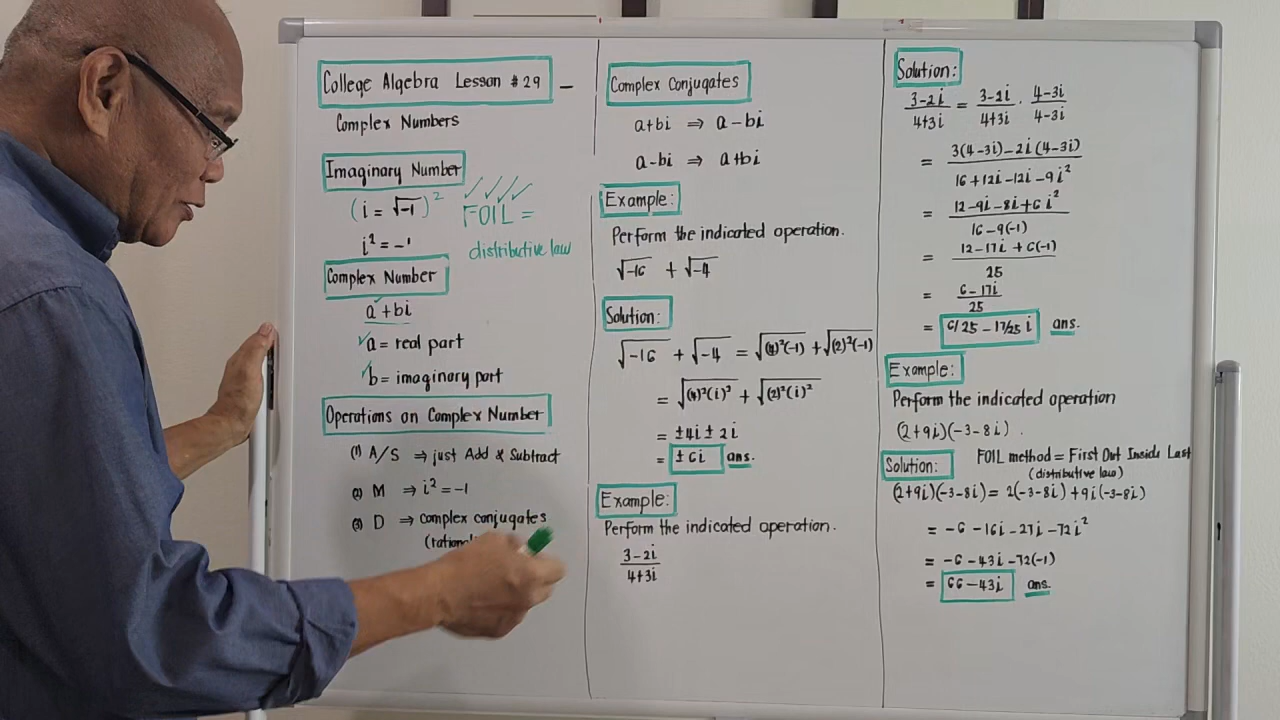 College Algebra Lesson # 29 –
Complex Numbers
Imaginary Number
(i = √-1)²
i² = -1
FOIL =
distributive law
Complex Number
a + bi
a = real part
b = imaginary part
Operations on Complex Number
(1) A/S ⇒ just Add & Subtract
(2) M ⇒ i² = -1
(3) D ⇒ complex conjugates
Complex Conjugates
a+bi ⇒ a-bi
a-bi ⇒ a+bi
Example:
Perform the indicated operation.
√-16 + √-4
Solution:
√-16 + √-4 = √(4)²(-1) + √(2)²(-1)
= √(4)²(i)² + √(2)²(i)²
= ±4i ± 2i
= ±6i ans.
Example:
Perform the indicated operation.
3-2i
4+3i
Solution:
3-2i/4+3i = 3-2i/4+3i · 4-3i/4-3i
= 3(4-3i)-2i(4-3i)
16+12i-12i-9i²
= 12-9i-8i+6i²
16-9(-1)
= 12-17i+6(-1)
25
= 6-17i
25
= 6/25 - 17/25 i ans.
Example:
Perform the indicated operation
(2+9i)(-3-8i).
Solution: FOIL method = First Out Inside Last
(distributive law)
(2+9i)(-3-8i) = 2(-3-8i) + 9i(-3-8i)
= -6-16i-27i-72i²
= -6-43i-72(-1)
= 66-43i ans.